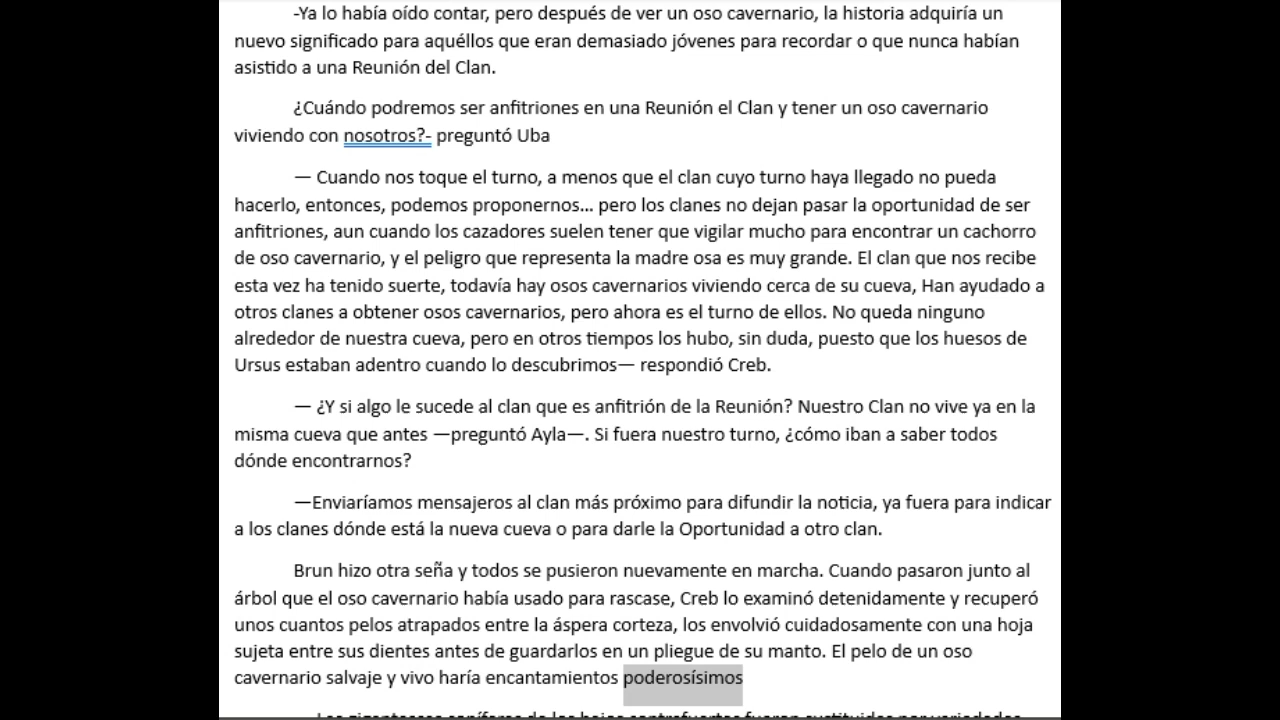 -Ya lo había oído contar, pero después de ver un oso cavernario, la historia adquiría un
nuevo significado para aquéllos que eran demasiado jóvenes para recordar o que nunca habían
asistido a una Reunión del Clan.
¿Cuándo podremos ser anfitriones en una Reunión el Clan y tener un oso cavernario
viviendo con nosotros?- preguntó Uba
— Cuando nos toque el turno, a menos que el clan cuyo turno haya llegado no pueda
hacerlo, entonces, podemos proponernos... pero los clanes no dejan pasar la oportunidad de ser
anfitriones, aun cuando los cazadores suelen tener que vigilar mucho para encontrar un cachorro
de oso cavernario, y el peligro que representa la madre osa es muy grande. El clan que nos recibe
esta vez ha tenido suerte, todavía hay osos cavernarios viviendo cerca de su cueva, Han ayudado a
otros clanes a obtener osos cavernarios, pero ahora es el turno de ellos. No queda ninguno
alrededor de nuestra cueva, pero en otros tiempos los hubo, sin duda, puesto que los huesos de
Ursus estaban adentro cuando lo descubrimos— respondió Creb.
— ¿Y si algo le sucede al clan que es anfitrión de la Reunión? Nuestro Clan no vive ya en la
misma cueva que antes —preguntó Ayla—. Si fuera nuestro turno, ¿cómo iban a saber todos
dónde encontrarnos?
—Enviaríamos mensajeros al clan más próximo para difundir la noticia, ya fuera para indicar
a los clanes dónde está la nueva cueva o para darle la Oportunidad a otro clan.
Brun hizo otra seña y todos se pusieron nuevamente en marcha. Cuando pasaron junto al
árbol que el oso cavernario había usado para rascase, Creb lo examinó detenidamente y recuperó
unos cuantos pelos atrapados entre la áspera corteza, los envolvió cuidadosamente con una hoja
sujeta entre sus dientes antes de guardarlos en un pliegue de su manto. El pelo de un oso
cavernario salvaje y vivo haría encantamientos poderosísimos